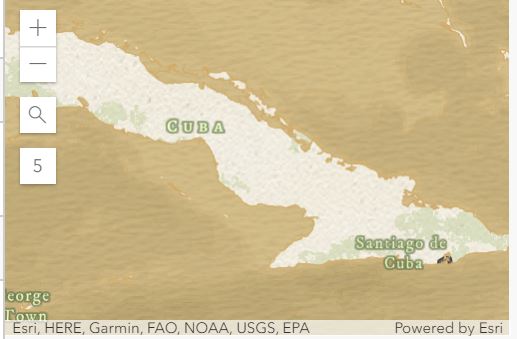 +
−
5
CUBA
Santiago de
Cuba
eorge
Town
Esri, HERE, Garmin, FAO, NOAA, USGS, EPA
Powered by Esri